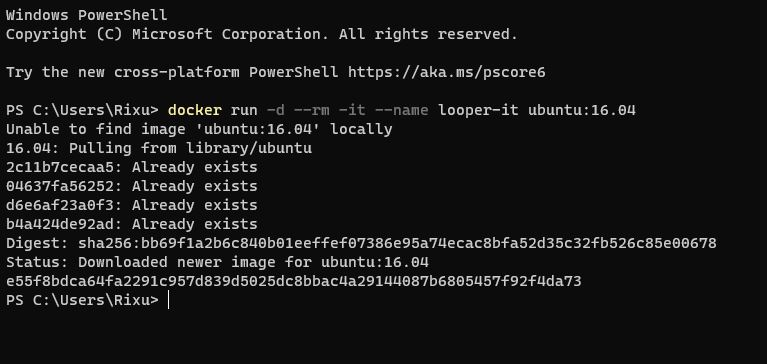 Windows PowerShell
Copyright (C) Microsoft Corporation. All rights reserved.
Try the new cross-platform PowerShell https://aka.ms/pscore6
PS C:\Users\Rixu> docker run -d --rm -it --name looper-it ubuntu:16.04
Unable to find image 'ubuntu:16.04' locally
16.04: Pulling from library/ubuntu
2c11b7cecaa5: Already exists
04637fa56252: Already exists
d6e6af23a0f3: Already exists
b4a424de92ad: Already exists
Digest: sha256:bb69f1a2b6c840b01eeffef07386e95a74ecac8bfa52d35c32fb526c85e00678
Status: Downloaded newer image for ubuntu:16.04
e55f8bdca64fa2291c957d839d5025dc8bbac4a29144087b6805457f92f4da73
PS C:\Users\Rixu>